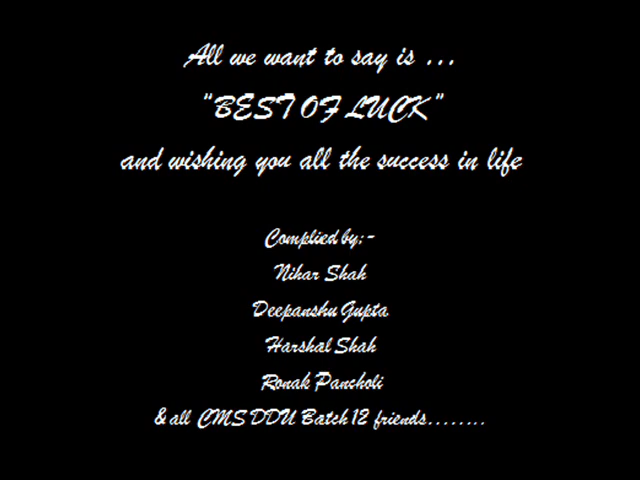 All we want to say is ...
"BEST OF LUCK"
and wishing you all the success in life
Complied by:-
Nihar Shah
Deepanshu Gupta
Harshal Shah
Ronak Pancholi
& all CMS DDU Batch 12 friends........